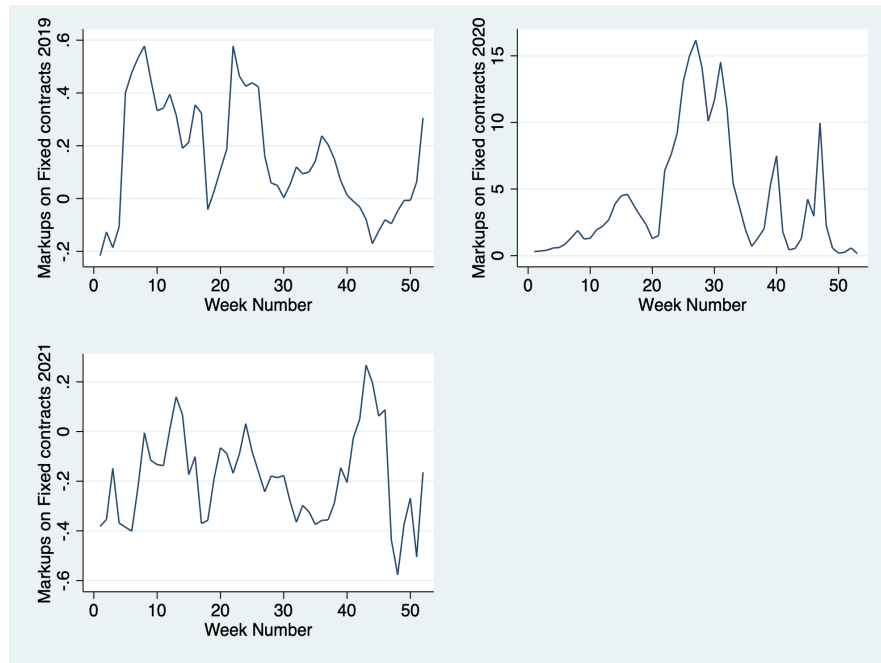 Markups on Fixed contracts 2019
.6
.4
.2
0
-.2
0 10 20 30 40 50
Week Number
Markups on Fixed contracts 2020
15
10
5
0
0 10 20 30 40 50
Week Number
Markups on Fixed contracts 2021
.2
0
-.2
-.4
-.6
0 10 20 30 40 50
Week Number